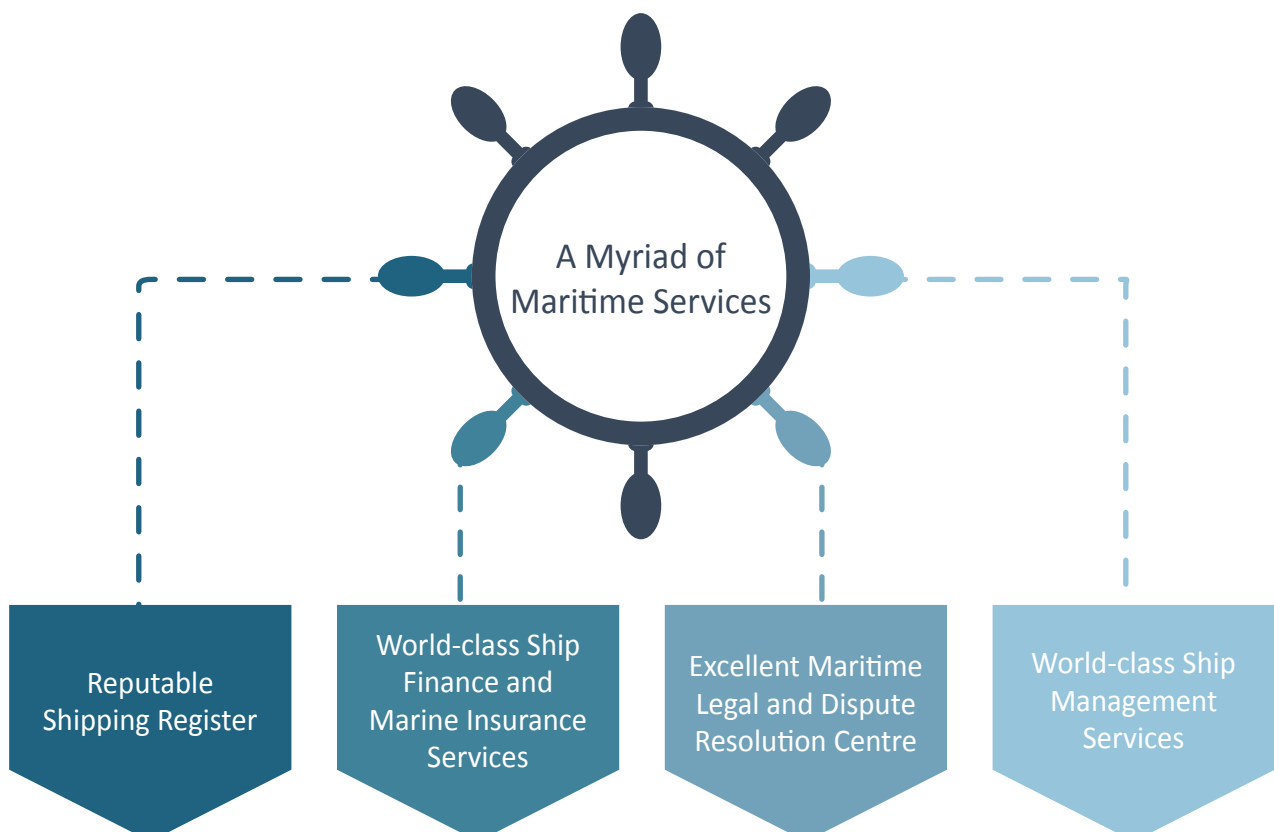 A Myriad of
Maritime Services
Reputable
Shipping Register
World-class Ship
Finance and
Marine Insurance
Services
Excellent Maritime
Legal and Dispute
Resolution Centre
World-class Ship
Management
Services